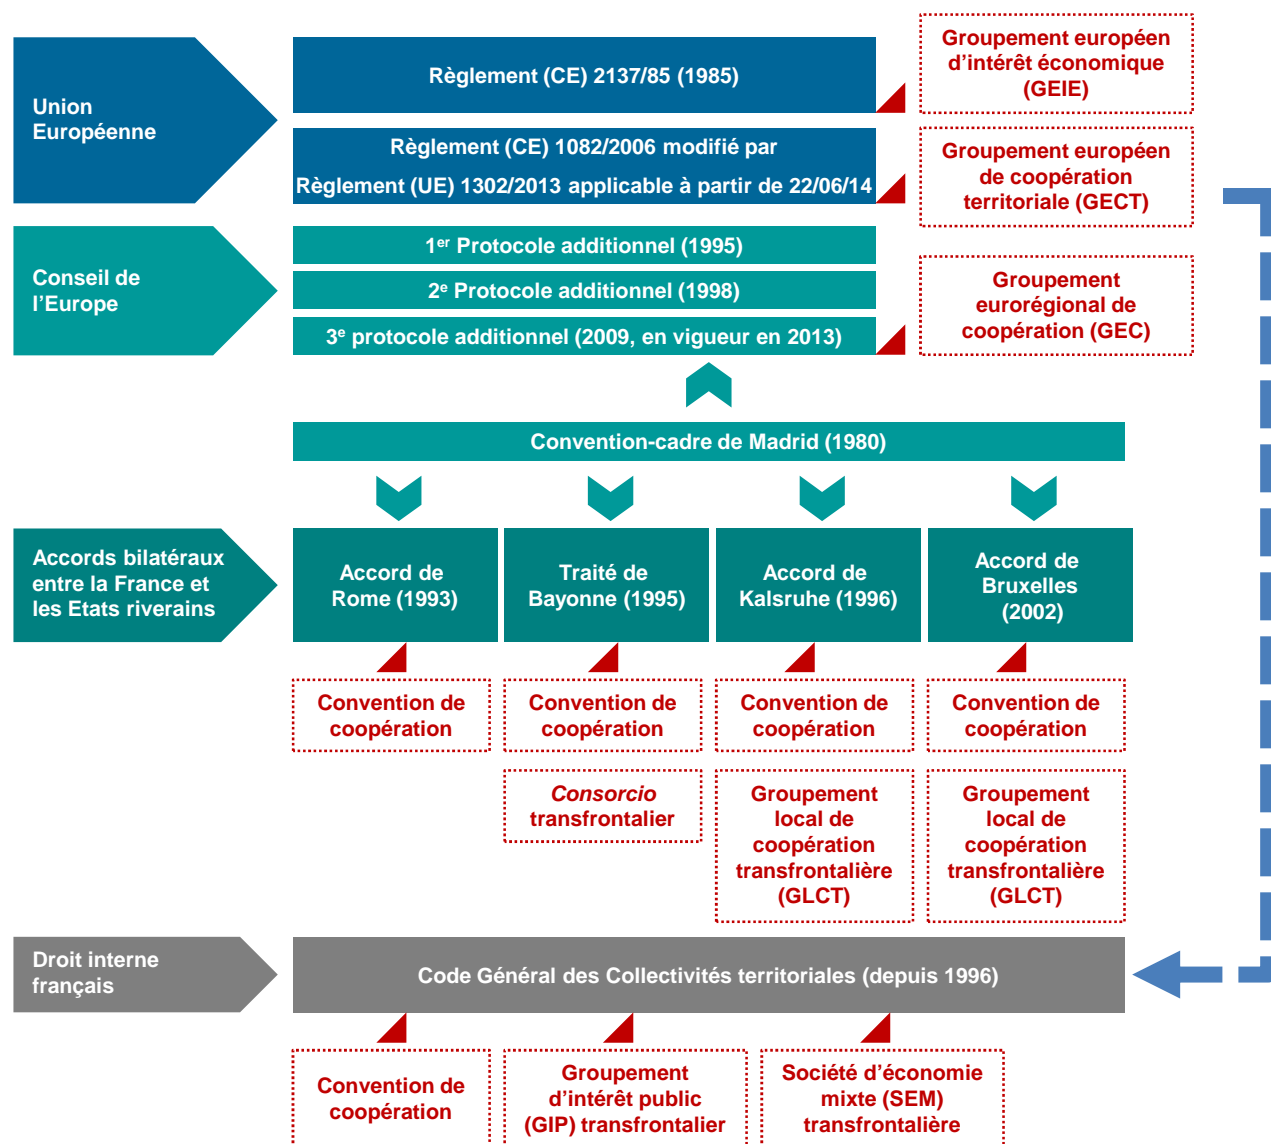 Union
Européenne
Règlement (CE) 2137/85 (1985)
Groupement européen
d’intérêt économique
(GEIE)
Règlement (CE) 1082/2006 modifié par
Règlement (UE) 1302/2013 applicable à partir de 22/06/14
Groupement européen
de coopération
territoriale (GECT)
Conseil de
l’Europe
1er Protocole additionnel (1995)
2e Protocole additionnel (1998)
3e protocole additionnel (2009, en vigueur en 2013)
Groupement
eurorégional de
coopération (GEC)
Convention-cadre de Madrid (1980)
Accords bilatéraux
entre la France et
les Etats riverains
Accord de
Rome (1993)
Traité de
Bayonne (1995)
Accord de
Kalsruhe (1996)
Accord de
Bruxelles
(2002)
Convention de
coopération
Convention de
coopération
Convention de
coopération
Convention de
coopération
Consorcio
transfrontalier
Groupement
local de
coopération
transfrontalière
(GLCT)
Groupement
local de
coopération
transfrontalière
(GLCT)
Droit interne
français
Code Général des Collectivités territoriales (depuis 1996)
Convention de
coopération
Groupement
d’intérêt public
(GIP) transfrontalier
Société d’économie
mixte (SEM)
transfrontalière